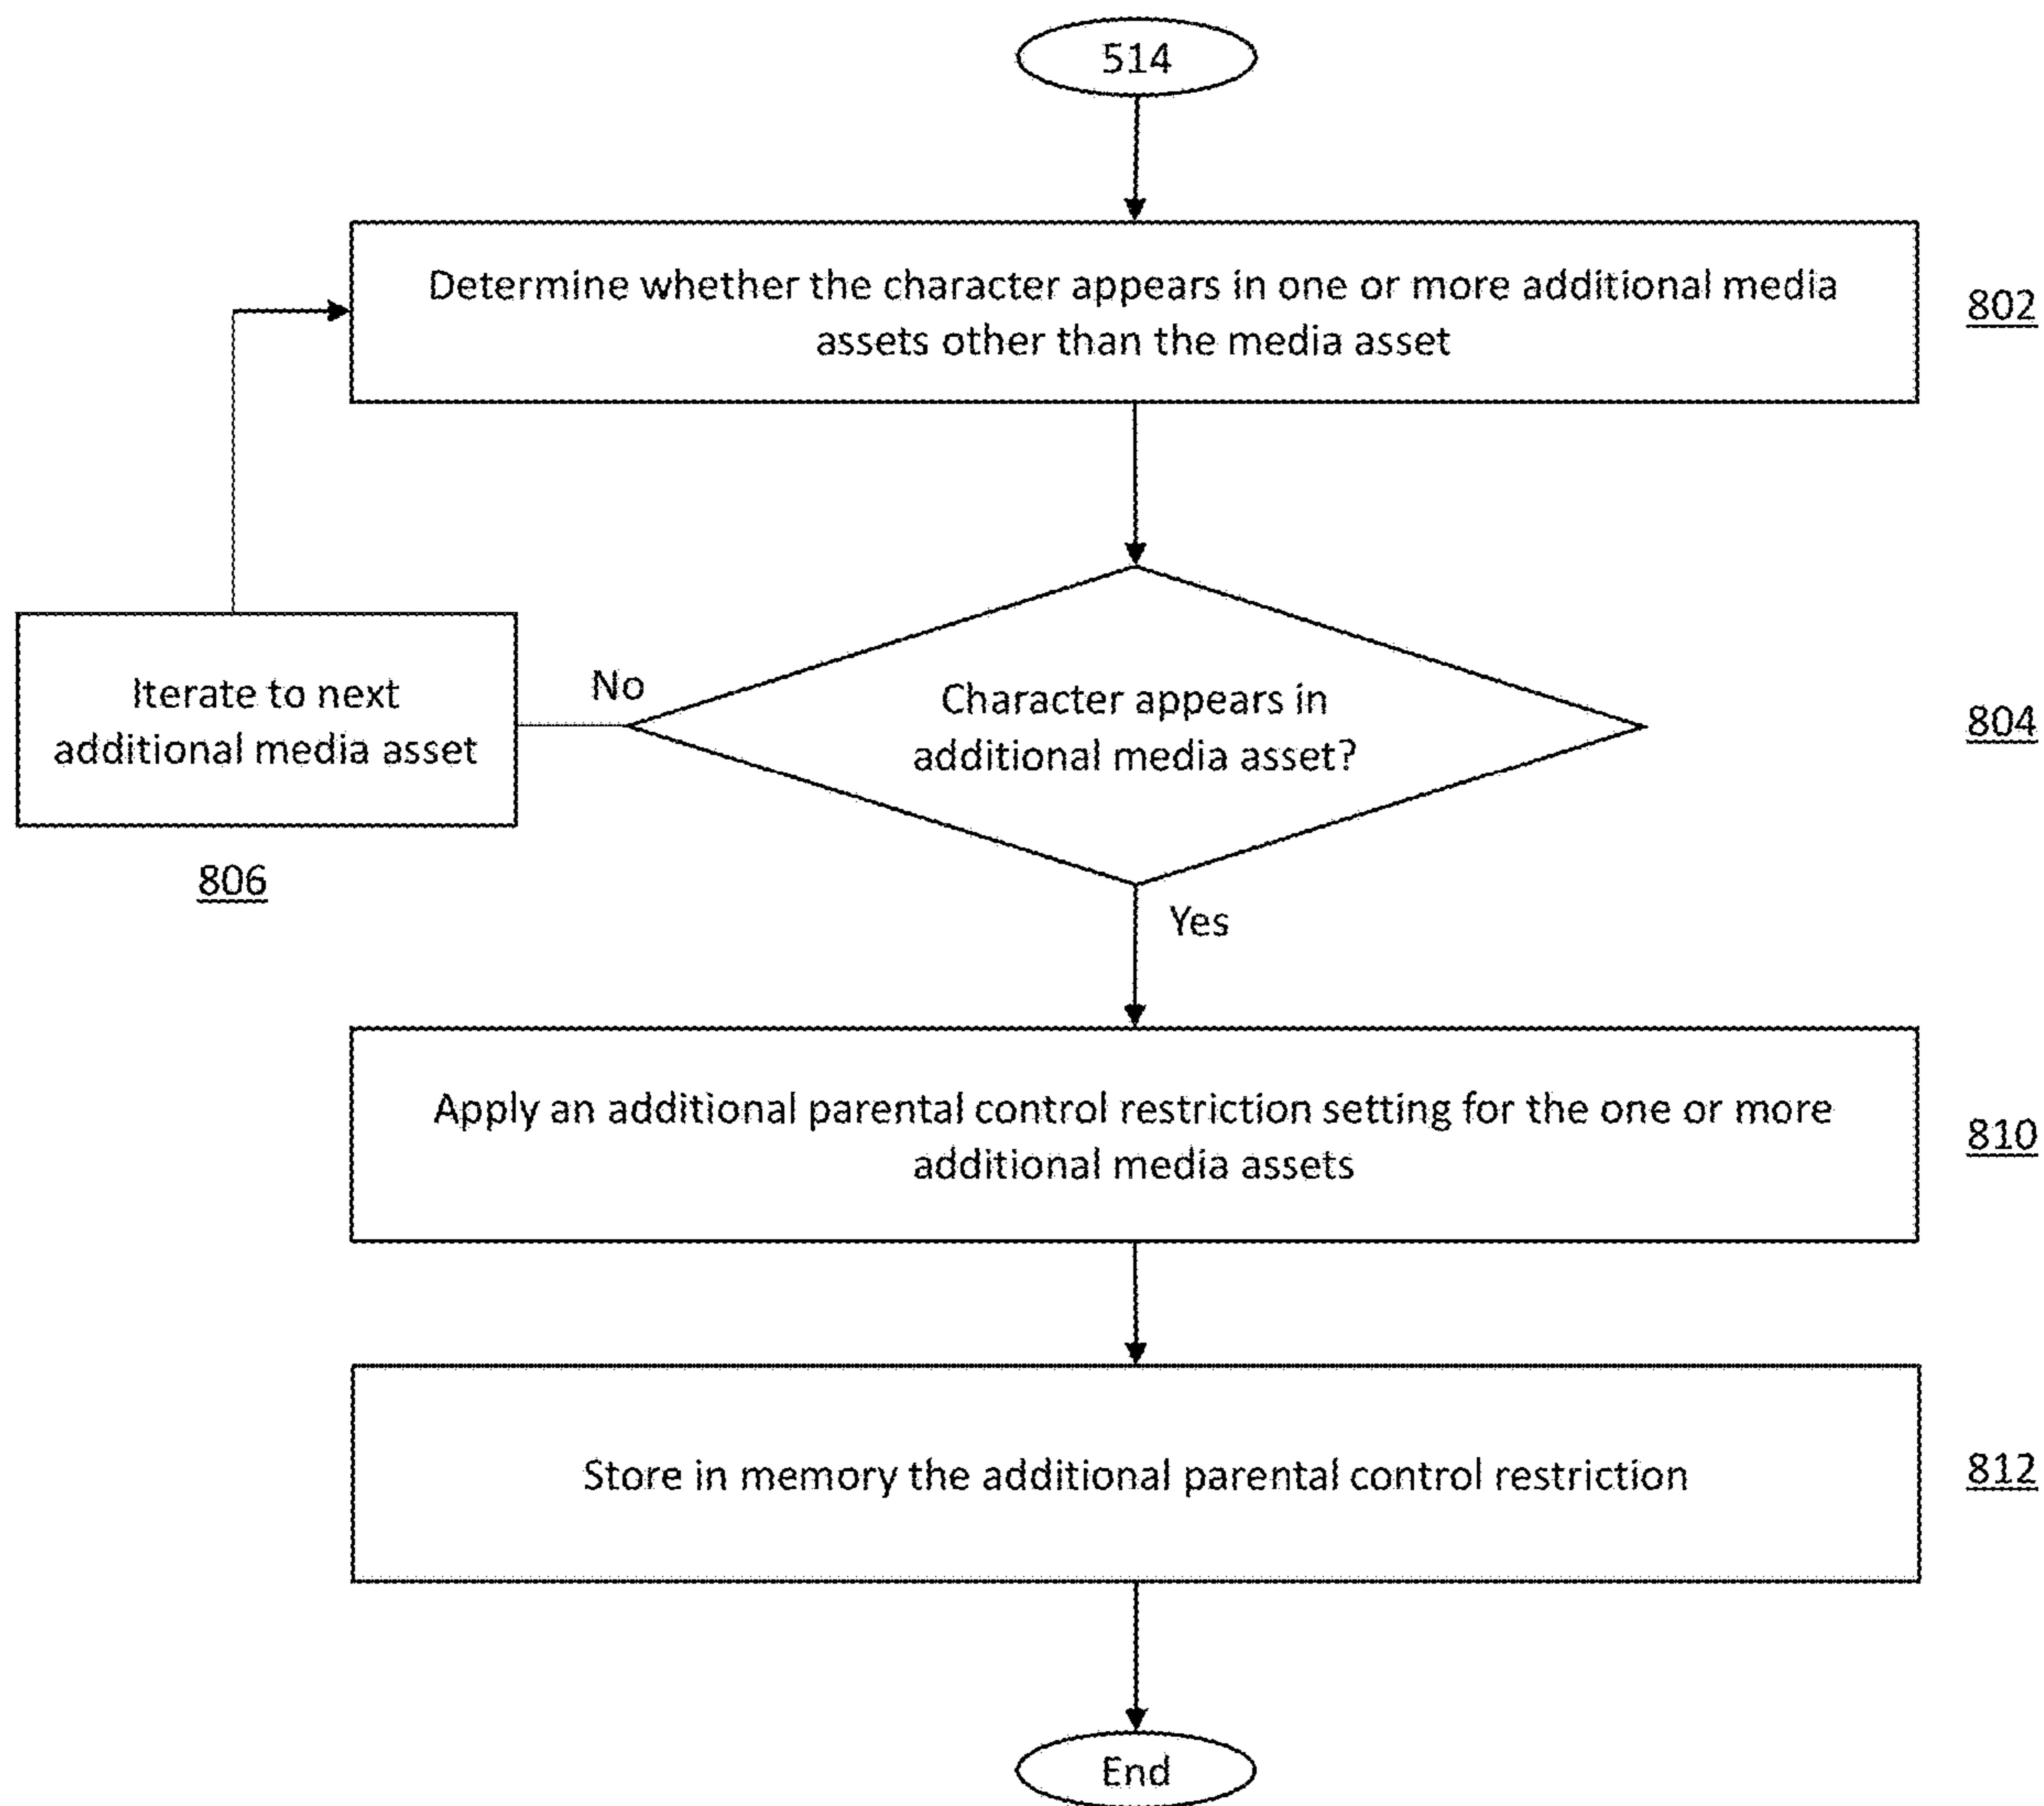 514
Determine whether the character appears in one or more additional media
assets other than the media asset
802
Iterate to next
additional media asset
806
No
Character appears in
additional media asset?
804
Yes
Apply an additional parental control restriction setting for the one or more
additional media assets
810
Store in memory the additional parental control restriction
812
End